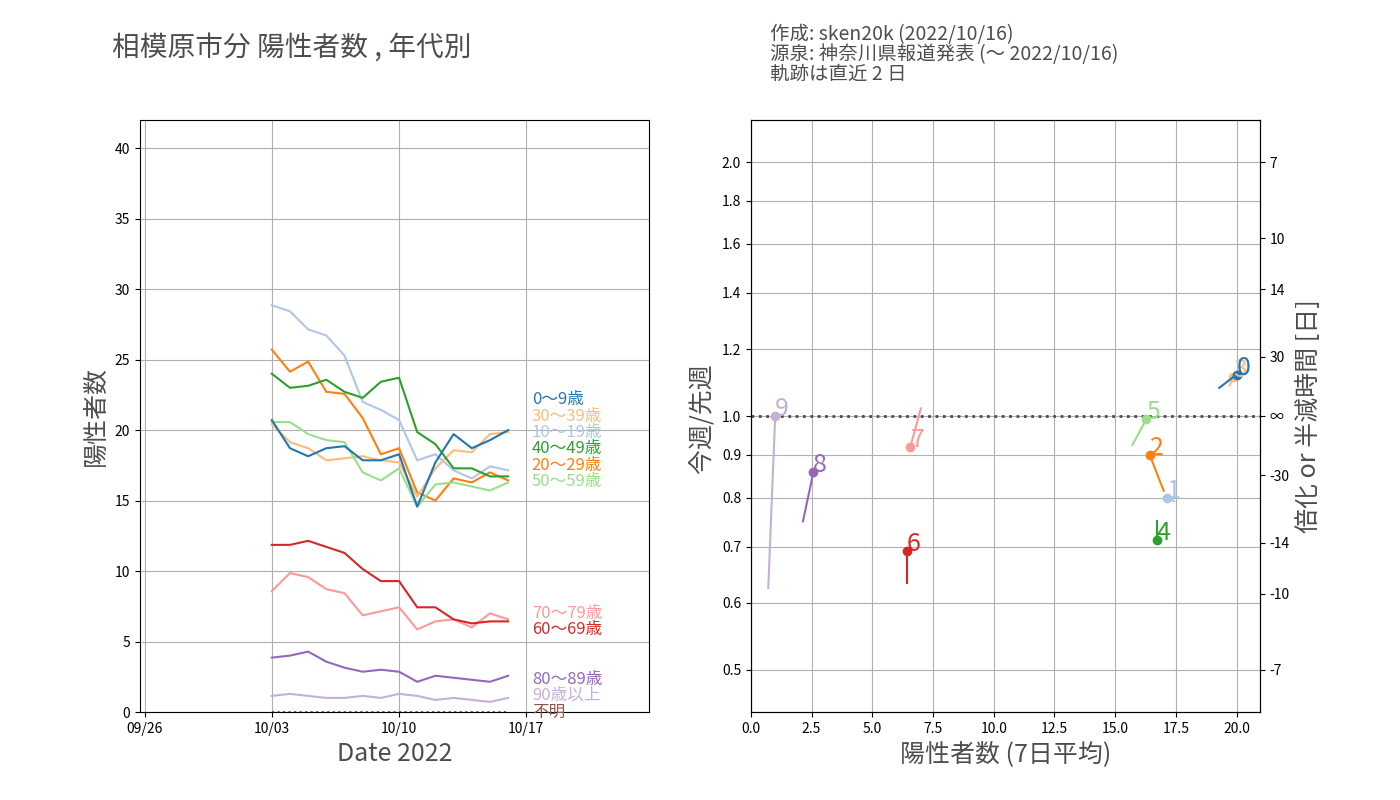 相模原市分 陽性者数 , 年代別
作成: sken20k (2022/10/16)
源泉: 神奈川県報道発表 (～ 2022/10/16)
軌跡は直近 2 日
陽性者数
40
35
30
25
20
15
10
5
0
09/26
10/03
10/10
10/17
Date 2022
0～9歳
30～39歳
10～19歳
40～49歳
20～29歳
50～59歳
70～79歳
60～69歳
80～89歳
90歳以上
不明
今週/先週
2.0
1.8
1.6
1.4
1.2
1.0
0.9
0.8
0.7
0.6
0.5
0.0
2.5
5.0
7.5
10.0
12.5
15.0
17.5
20.0
陽性者数 (7日平均)
9
8
7
6
5
2
1
4
3
0
7
10
14
30
∞
-30
-14
-10
-7
倍化 or 半減時間 [日]